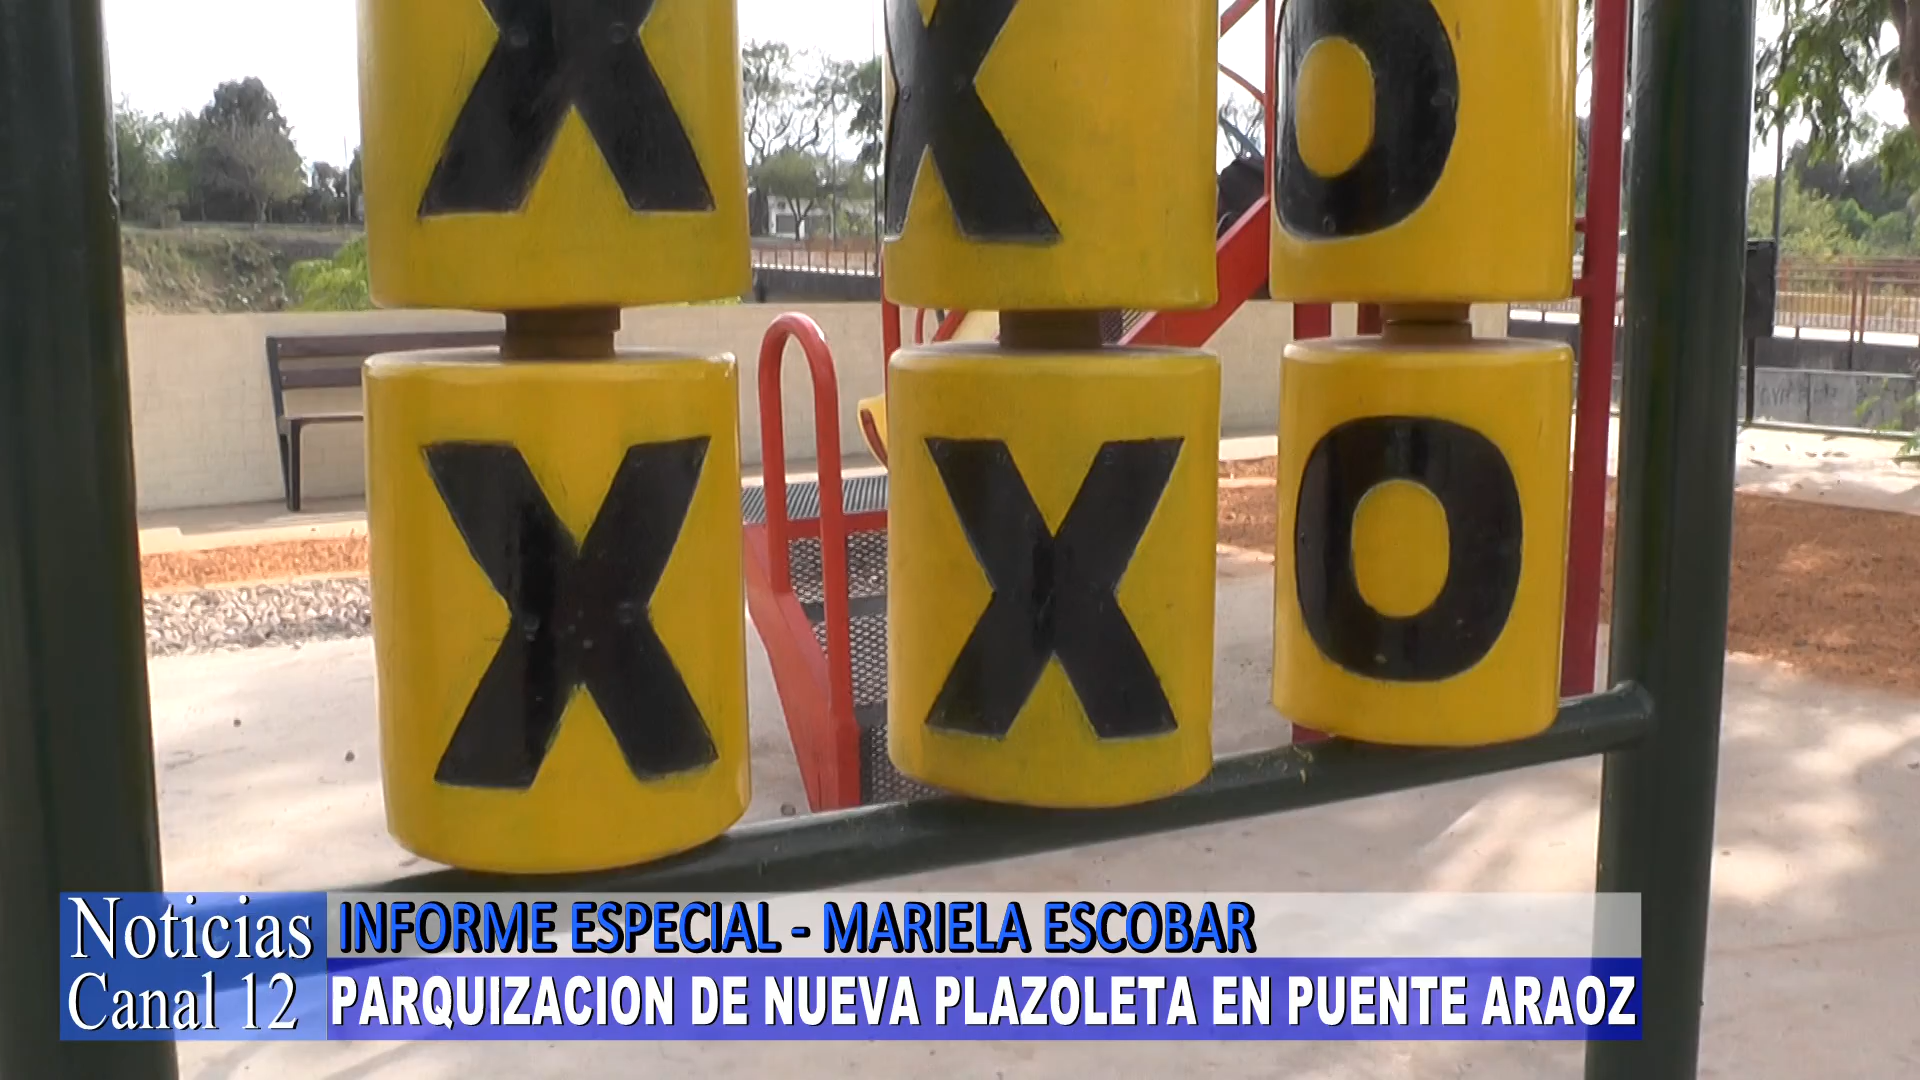 X X O
X X O
Noticias
Canal 12
INFORME ESPECIAL - MARIELA ESCOBAR
PARQUIZACION DE NUEVA PLAZOLETA EN PUENTE ARAOZ